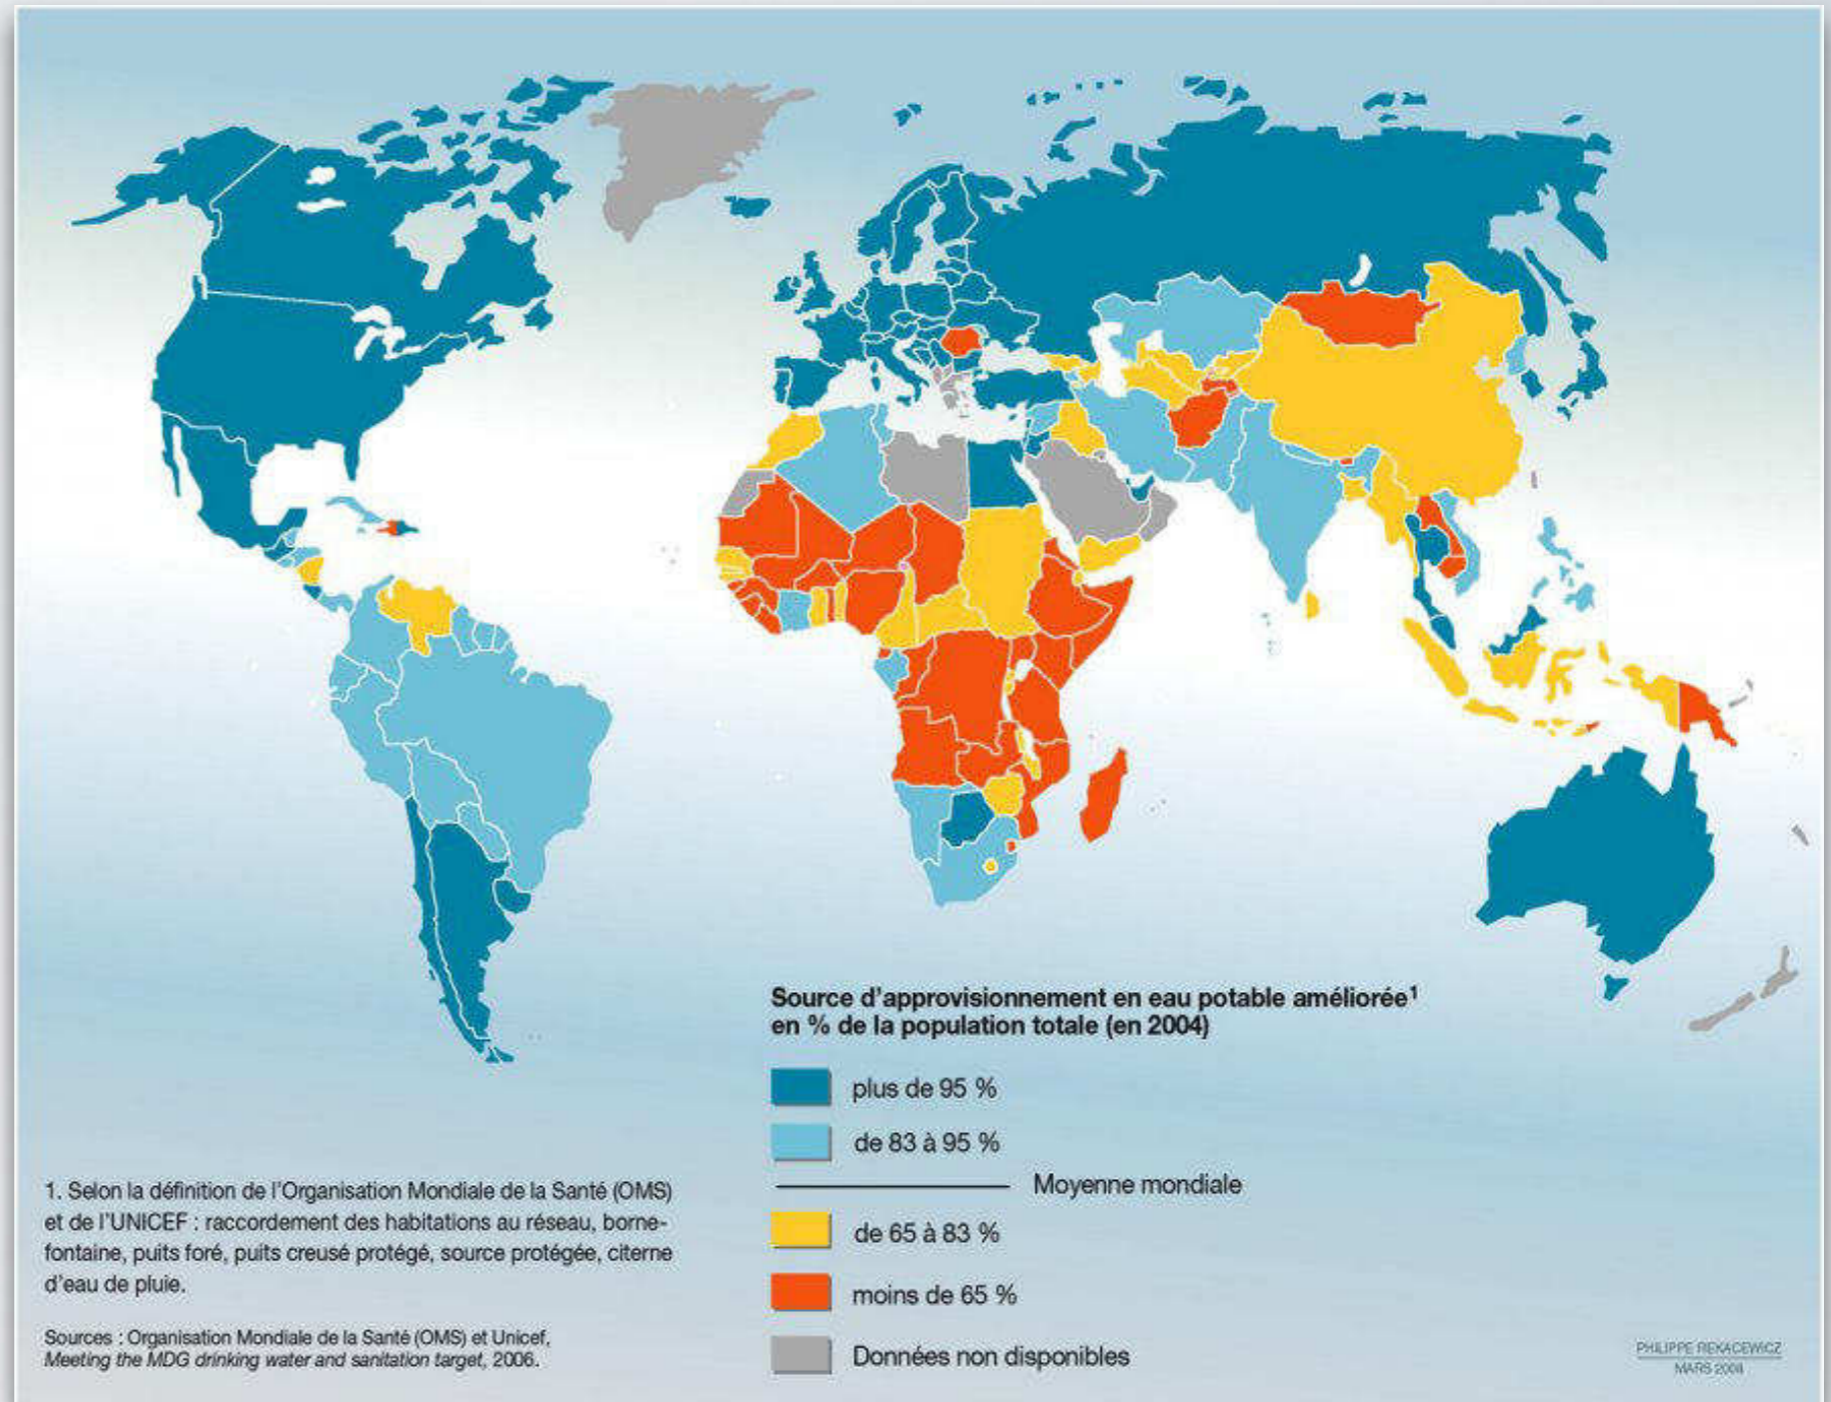 Source d'approvisionnement en eau potable améliorée¹
en % de la population totale (en 2004)
plus de 95 %
de 83 à 95 %
Moyenne mondiale
de 65 à 83 %
moins de 65 %
Données non disponibles
1. Selon la définition de l'Organisation Mondiale de la Santé (OMS)
et de l'UNICEF : raccordement des habitations au réseau, borne-
fontaine, puits foré, puits creusé protégé, source protégée, citerne
d'eau de pluie.
Sources : Organisation Mondiale de la Santé (OMS) et Unicef,
Meeting the MDG drinking water and sanitation target, 2006.
PHILIPPE REKACEWICZ
MARS 2008